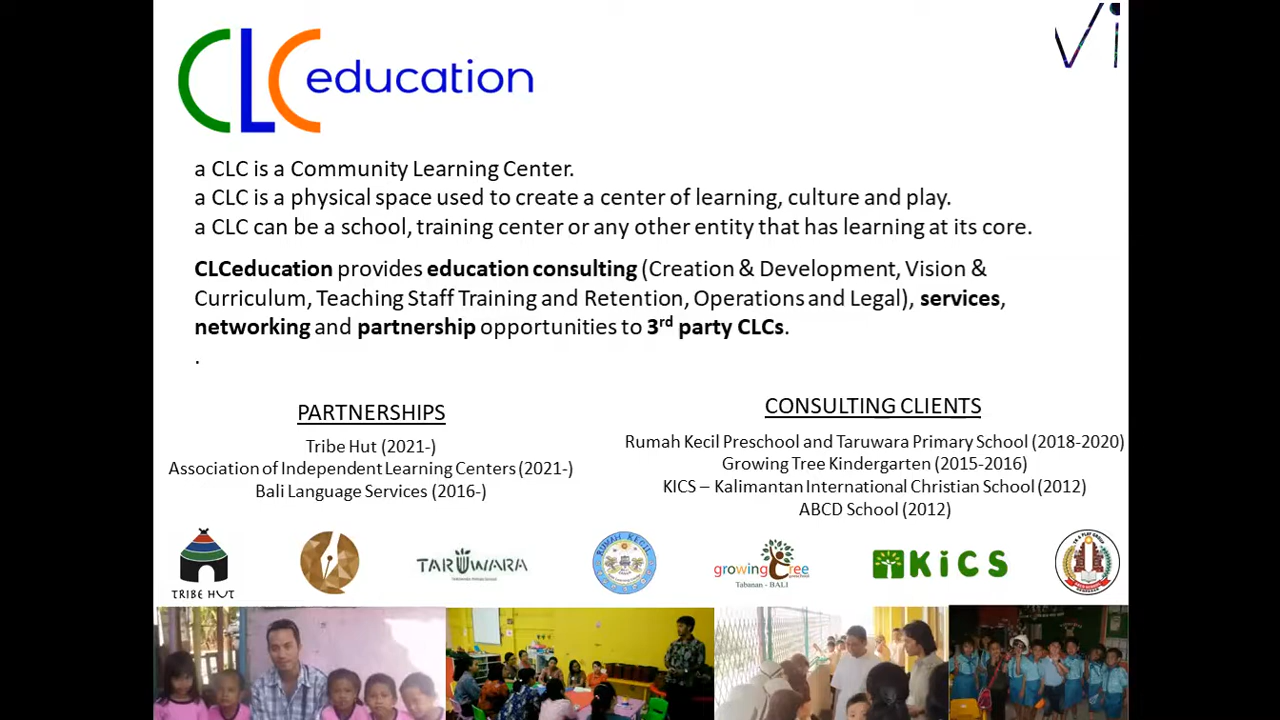 CLC education
Vi
a CLC is a Community Learning Center.
a CLC is a physical space used to create a center of learning, culture and play.
a CLC can be a school, training center or any other entity that has learning at its core.
CLCeducation provides education consulting (Creation & Development, Vision &
Curriculum, Teaching Staff Training and Retention, Operations and Legal), services,
networking and partnership opportunities to 3rd party CLCs.
.
PARTNERSHIPS
Tribe Hut (2021-)
Association of Independent Learning Centers (2021-)
Bali Language Services (2016-)
CONSULTING CLIENTS
Rumah Kecil Preschool and Taruwara Primary School (2018-2020)
Growing Tree Kindergarten (2015-2016)
KICS – Kalimantan International Christian School (2012)
ABCD School (2012)
TRIBE HUT
TARUWARA
RUMAH KECIL
growing tree
Tabanan - BALI
KiCS